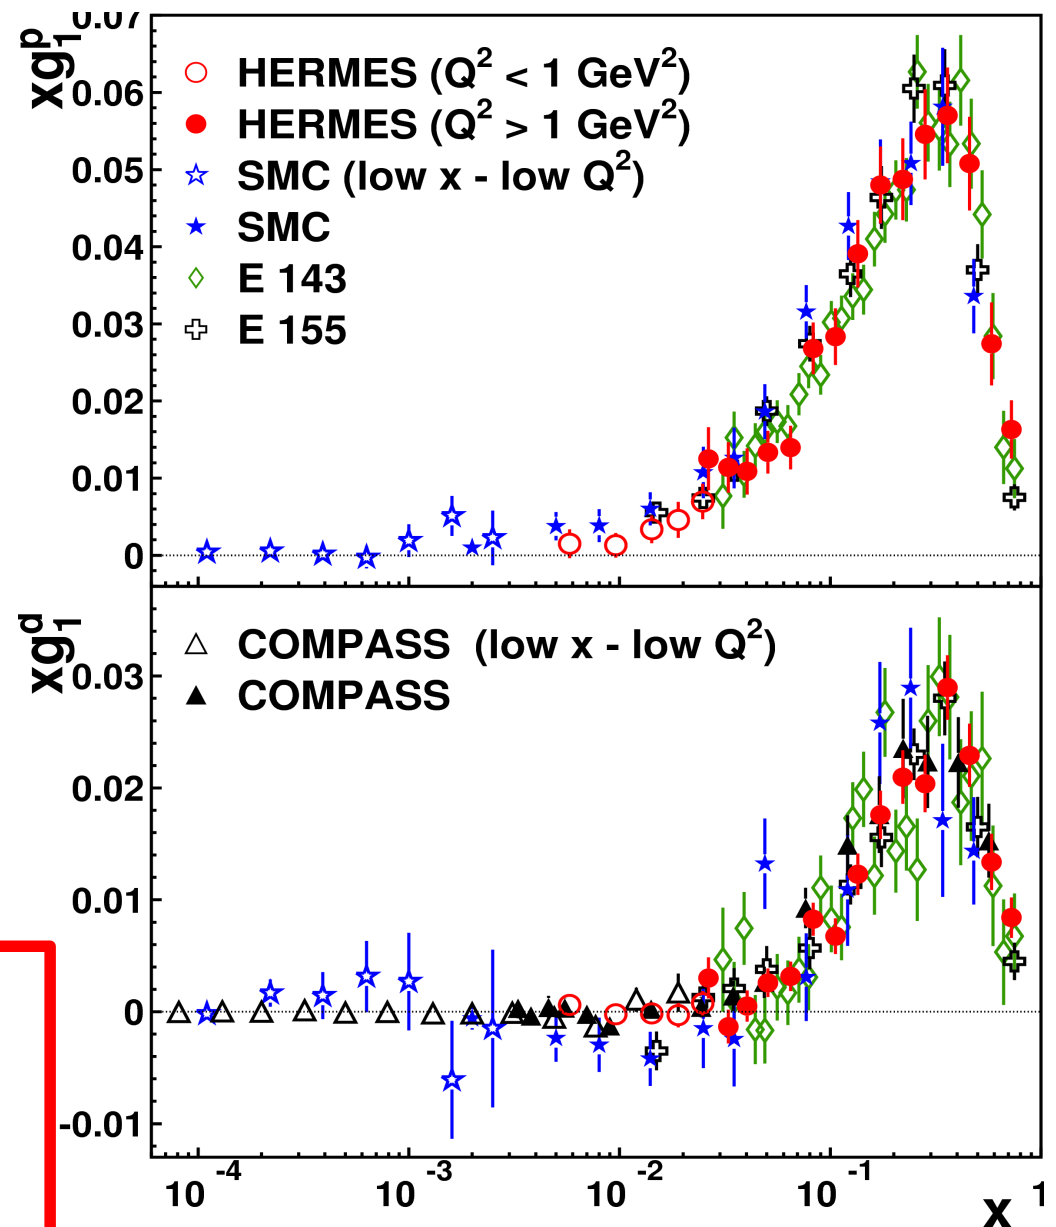 0.07
xg₁ᵖ
0.06
0.05
0.04
0.03
0.02
0.01
0
HERMES (Q² < 1 GeV²)
HERMES (Q² > 1 GeV²)
SMC (low x - low Q²)
SMC
E 143
E 155
xg₁ᵈ
0.03
0.02
0.01
0
-0.01
COMPASS (low x - low Q²)
COMPASS
10⁻⁴ 10⁻³ 10⁻² 10⁻¹ 1
x